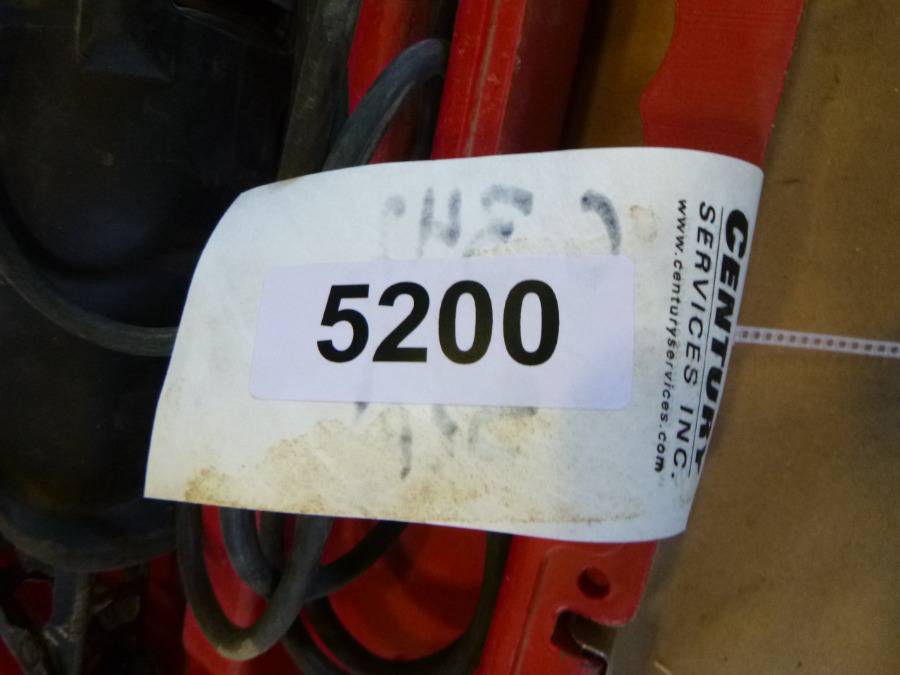 5200
CENTURY
SERVICES INC.
www.centuryservices.com